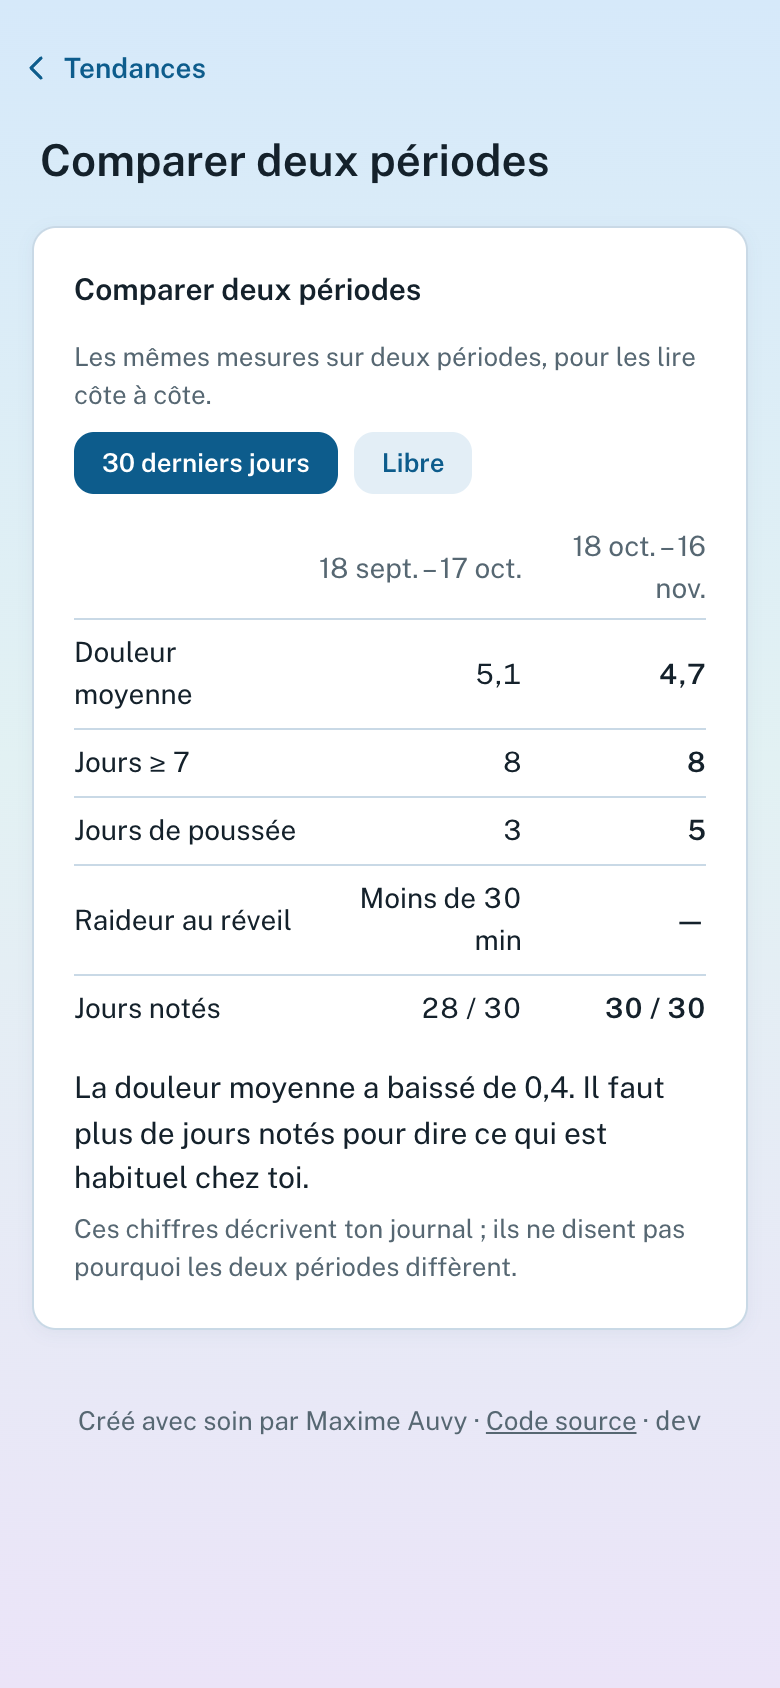 Tendances
Comparer deux périodes
Comparer deux périodes
Les mêmes mesures sur deux périodes, pour les lire
côte à côte.
30 derniers jours
Libre
18 sept. – 17 oct.
18 oct. – 16
nov.
Douleur
moyenne
5,1
4,7
Jours ≥ 7
8
8
Jours de poussée
3
5
Raideur au réveil
Moins de 30
min
—
Jours notés
28 / 30
30 / 30
La douleur moyenne a baissé de 0,4. Il faut
plus de jours notés pour dire ce qui est
habituel chez toi.
Ces chiffres décrivent ton journal ; ils ne disent pas
pourquoi les deux périodes diffèrent.
Créé avec soin par Maxime Auvy · Code source · dev